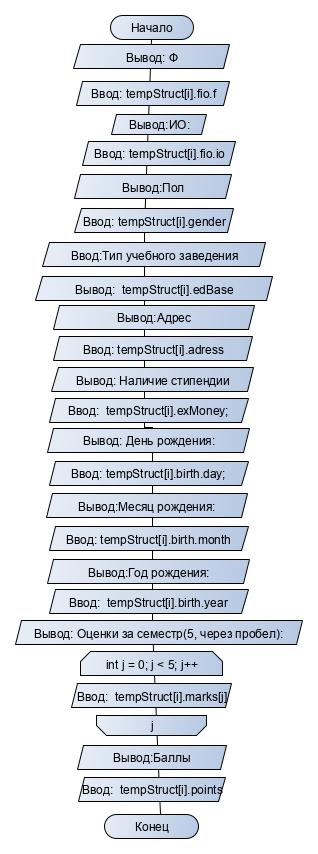 Начало
Вывод: Ф
Ввод: tempStruct[i].fio.f
Вывод:ИО:
Ввод: tempStruct[i].fio.io
Вывод:Пол
Ввод: tempStruct[i].gender
Ввод:Тип учебного заведения
Вывод: tempStruct[i].edBase
Вывод:Адрес
Ввод: tempStruct[i].adress
Вывод: Наличие стипендии
Ввод: tempStruct[i].exMoney;
Вывод: День рождения:
Ввод: tempStruct[i].birth.day;
Вывод:Месяц рождения:
Ввод: tempStruct[i].birth.month
Вывод:Год рождения:
Ввод: tempStruct[i].birth.year
Вывод: Оценки за семестр(5, через пробел):
int j = 0; j < 5; j++
Ввод: tempStruct[i].marks[j]
j
Вывод:Баллы
Ввод: tempStruct[i].points
Конец